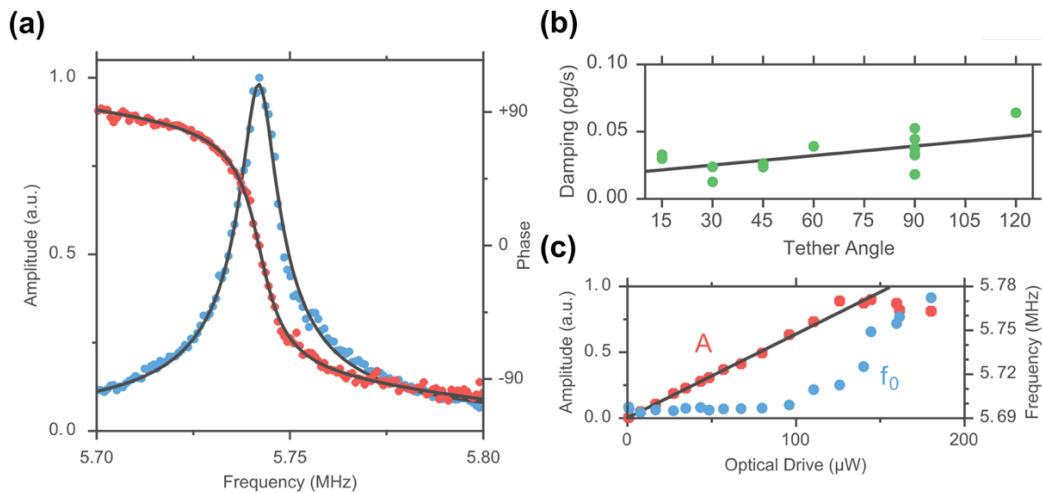 (a)
1.0
0.5
0.0
Amplitude (a.u.)
+90
0
-90
Phase
5.70
5.75
5.80
Frequency (MHz)
(b)
0.10
0.05
0.00
Damping (pg/s)
15 30 45 60 75 90 105 120
Tether Angle
(c)
1.0
0.5
0.0
Amplitude (a.u.)
A
f₀
5.78
5.75
5.72
5.69
Frequency (MHz)
0 100 200
Optical Drive (µW)